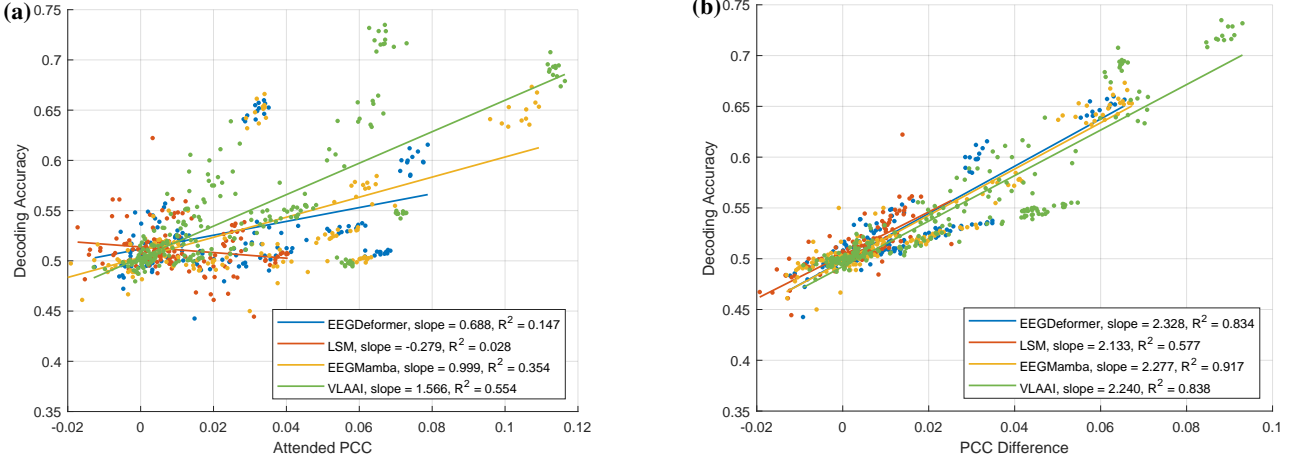 (a)
0.75
0.7
0.65
0.6
0.55
0.5
0.45
0.4
0.35
Decoding Accuracy
EEGDeformer, slope = 0.688, R² = 0.147
LSM, slope = -0.279, R² = 0.028
EEGMamba, slope = 0.999, R² = 0.354
VLAAI, slope = 1.566, R² = 0.554
-0.02 0 0.02 0.04 0.06 0.08 0.1 0.12
Attended PCC
(b)
0.75
0.7
0.65
0.6
0.55
0.5
0.45
0.4
0.35
Decoding Accuracy
EEGDeformer, slope = 2.328, R² = 0.834
LSM, slope = 2.133, R² = 0.577
EEGMamba, slope = 2.277, R² = 0.917
VLAAI, slope = 2.240, R² = 0.838
-0.02 0 0.02 0.04 0.06 0.08 0.1
PCC Difference